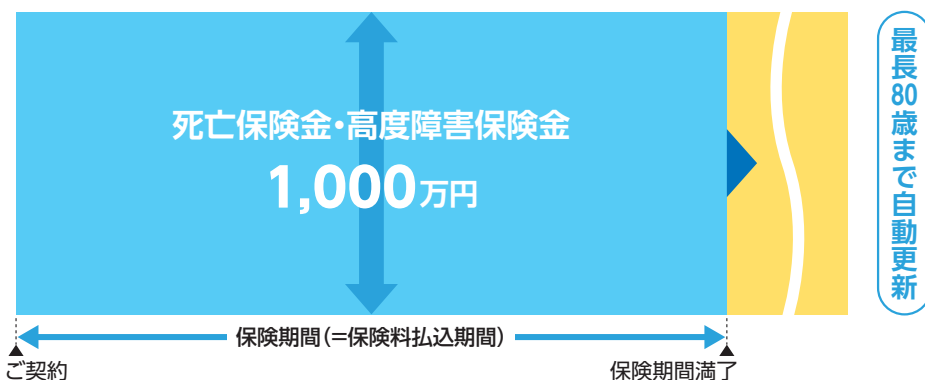 死亡保険金・高度障害保険金
1,000万円
最長80歳まで自動更新
保険期間(=保険料払込期間)
ご契約
保険期間満了